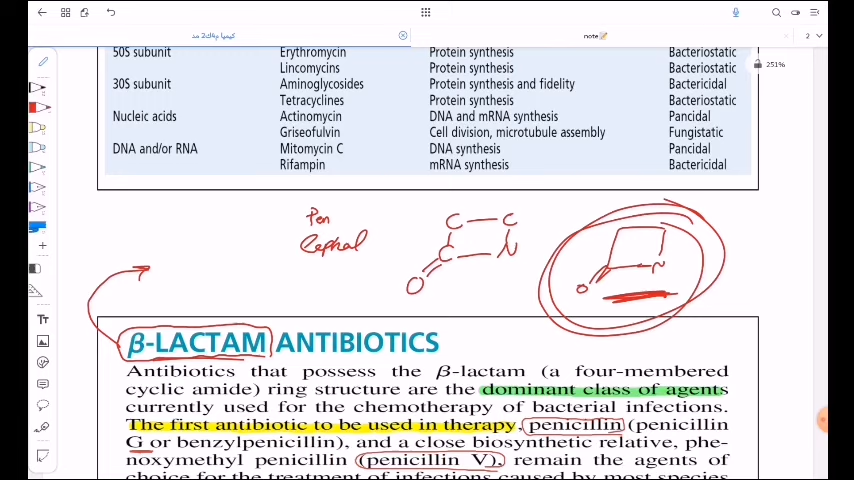 كيمياء م4ك2 مد
note📝
2
251%
50S subunit Erythromycin Protein synthesis Bacteriostatic
Lincomycins Protein synthesis Bacteriostatic
30S subunit Aminoglycosides Protein synthesis and fidelity Bactericidal
Tetracyclines Protein synthesis Bacteriostatic
Nucleic acids Actinomycin DNA and mRNA synthesis Pancidal
Griseofulvin Cell division, microtubule assembly Fungistatic
DNA and/or RNA Mitomycin C DNA synthesis Pancidal
Rifampin mRNA synthesis Bactericidal
Pen
Cephal
C C
C N
O
N
O
β-LACTAM ANTIBIOTICS
Antibiotics that possess the β-lactam (a four-membered
cyclic amide) ring structure are the dominant class of agents
currently used for the chemotherapy of bacterial infections.
The first antibiotic to be used in therapy, penicillin (penicillin
G or benzylpenicillin), and a close biosynthetic relative, phe-
noxymethyl penicillin (penicillin V), remain the agents of
choice for the treatment of infections caused by most species
Tт